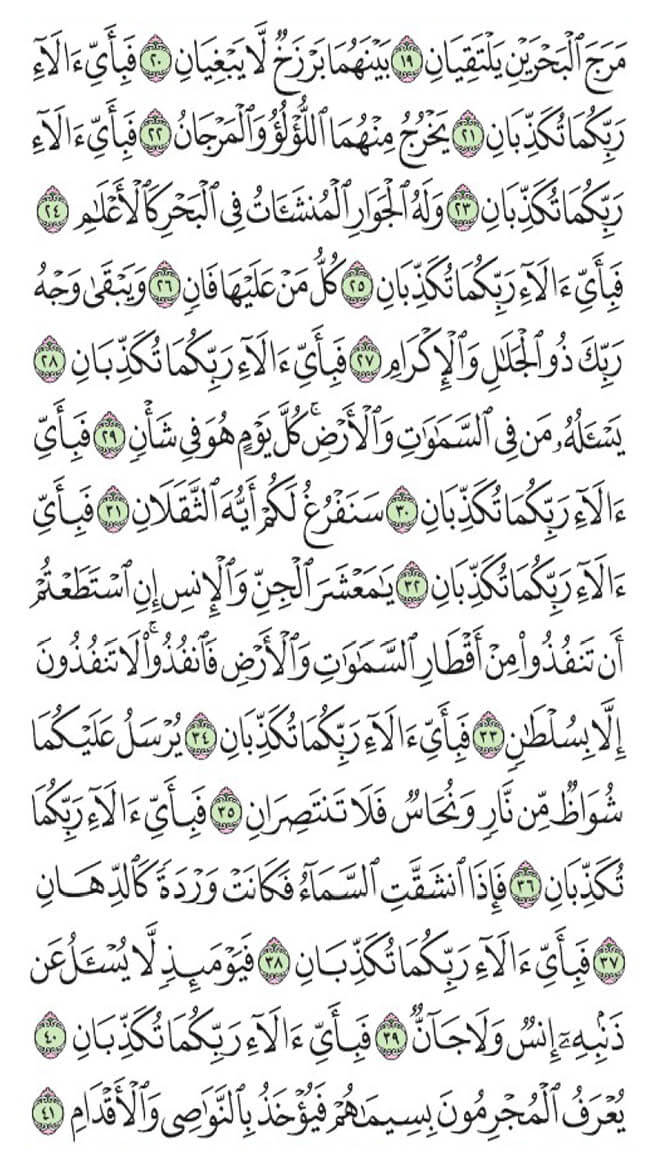 مَرَجَ ٱلۡبَحۡرَيۡنِ يَلۡتَقِيَانِ ١٩ بَيۡنَهُمَا بَرۡزَخٞ لَّا يَبۡغِيَانِ ٢٠ فَبِأَيِّ ءَالَآءِ
رَبِّكُمَا تُكَذِّبَانِ ٢١ يَخۡرُجُ مِنۡهُمَا ٱللُّؤۡلُؤُ وَٱلۡمَرۡجَانُ ٢٢ فَبِأَيِّ ءَالَآءِ
رَبِّكُمَا تُكَذِّبَانِ ٢٣ وَلَهُ ٱلۡجَوَارِ ٱلۡمُنشَـَٔاتُ فِي ٱلۡبَحۡرِ كَٱلۡأَعۡلَٰمِ ٢٤
فَبِأَيِّ ءَالَآءِ رَبِّكُمَا تُكَذِّبَانِ ٢٥ كُلُّ مَنۡ عَلَيۡهَا فَانٖ ٢٦ وَيَبۡقَىٰ وَجۡهُ
رَبِّكَ ذُو ٱلۡجَلَٰلِ وَٱلۡإِكۡرَامِ ٢٧ فَبِأَيِّ ءَالَآءِ رَبِّكُمَا تُكَذِّبَانِ ٢٨
يَسۡـَٔلُهُۥ مَن فِي ٱلسَّمَٰوَٰتِ وَٱلۡأَرۡضِۚ كُلَّ يَوۡمٍ هُوَ فِي شَأۡنٖ ٢٩ فَبِأَيِّ
ءَالَآءِ رَبِّكُمَا تُكَذِّبَانِ ٣٠ سَنَفۡرُغُ لَكُمۡ أَيُّهَ ٱلثَّقَلَانِ ٣١ فَبِأَيِّ
ءَالَآءِ رَبِّكُمَا تُكَذِّبَانِ ٣٢ يَٰمَعۡشَرَ ٱلۡجِنِّ وَٱلۡإِنسِ إِنِ ٱسۡتَطَعۡتُمۡ
أَن تَنفُذُواْ مِنۡ أَقۡطَارِ ٱلسَّمَٰوَٰتِ وَٱلۡأَرۡضِ فَٱنفُذُواْۚ لَا تَنفُذُونَ
إِلَّا بِسُلۡطَٰنٖ ٣٣ فَبِأَيِّ ءَالَآءِ رَبِّكُمَا تُكَذِّبَانِ ٣٤ يُرۡسَلُ عَلَيۡكُمَا
شُوَاظٞ مِّن نَّارٖ وَنُحَاسٞ فَلَا تَنتَصِرَانِ ٣٥ فَبِأَيِّ ءَالَآءِ رَبِّكُمَا
تُكَذِّبَانِ ٣٦ فَإِذَا ٱنشَقَّتِ ٱلسَّمَآءُ فَكَانَتۡ وَرۡدَةٗ كَٱلدِّهَانِ
٣٧ فَبِأَيِّ ءَالَآءِ رَبِّكُمَا تُكَذِّبَانِ ٣٨ فَيَوۡمَئِذٖ لَّا يُسۡـَٔلُ عَن
ذَنۢبِهِۦٓ إِنسٞ وَلَا جَآنّٞ ٣٩ فَبِأَيِّ ءَالَآءِ رَبِّكُمَا تُكَذِّبَانِ ٤٠
يُعۡرَفُ ٱلۡمُجۡرِمُونَ بِسِيمَٰهُمۡ فَيُؤۡخَذُ بِٱلنَّوَٰصِي وَٱلۡأَقۡدَامِ ٤١